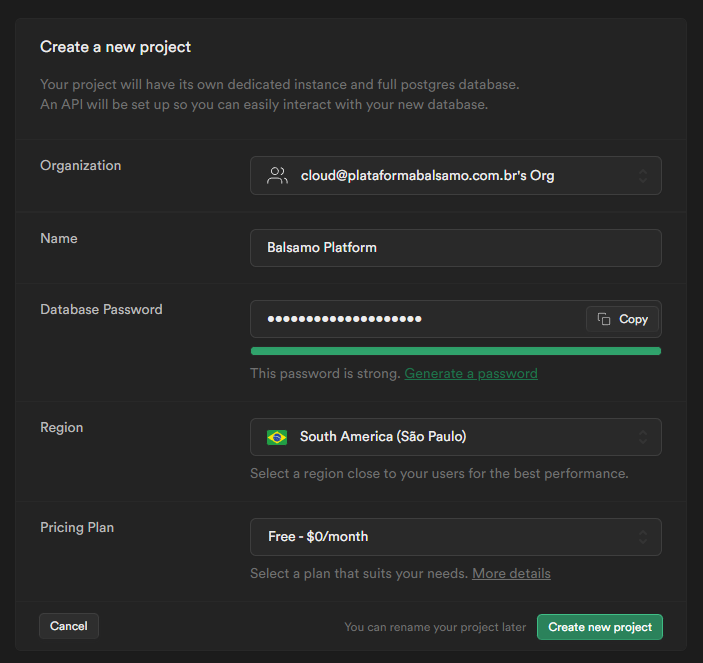 Create a new project
Your project will have its own dedicated instance and full postgres database.
An API will be set up so you can easily interact with your new database.
Organization
cloud@plataformabalsamo.com.br's Org
Name
Balsamo Platform
Database Password
••••••••••••••••••••
Copy
This password is strong. Generate a password
Region
South America (São Paulo)
Select a region close to your users for the best performance.
Pricing Plan
Free - $0/month
Select a plan that suits your needs. More details
Cancel
You can rename your project later
Create new project